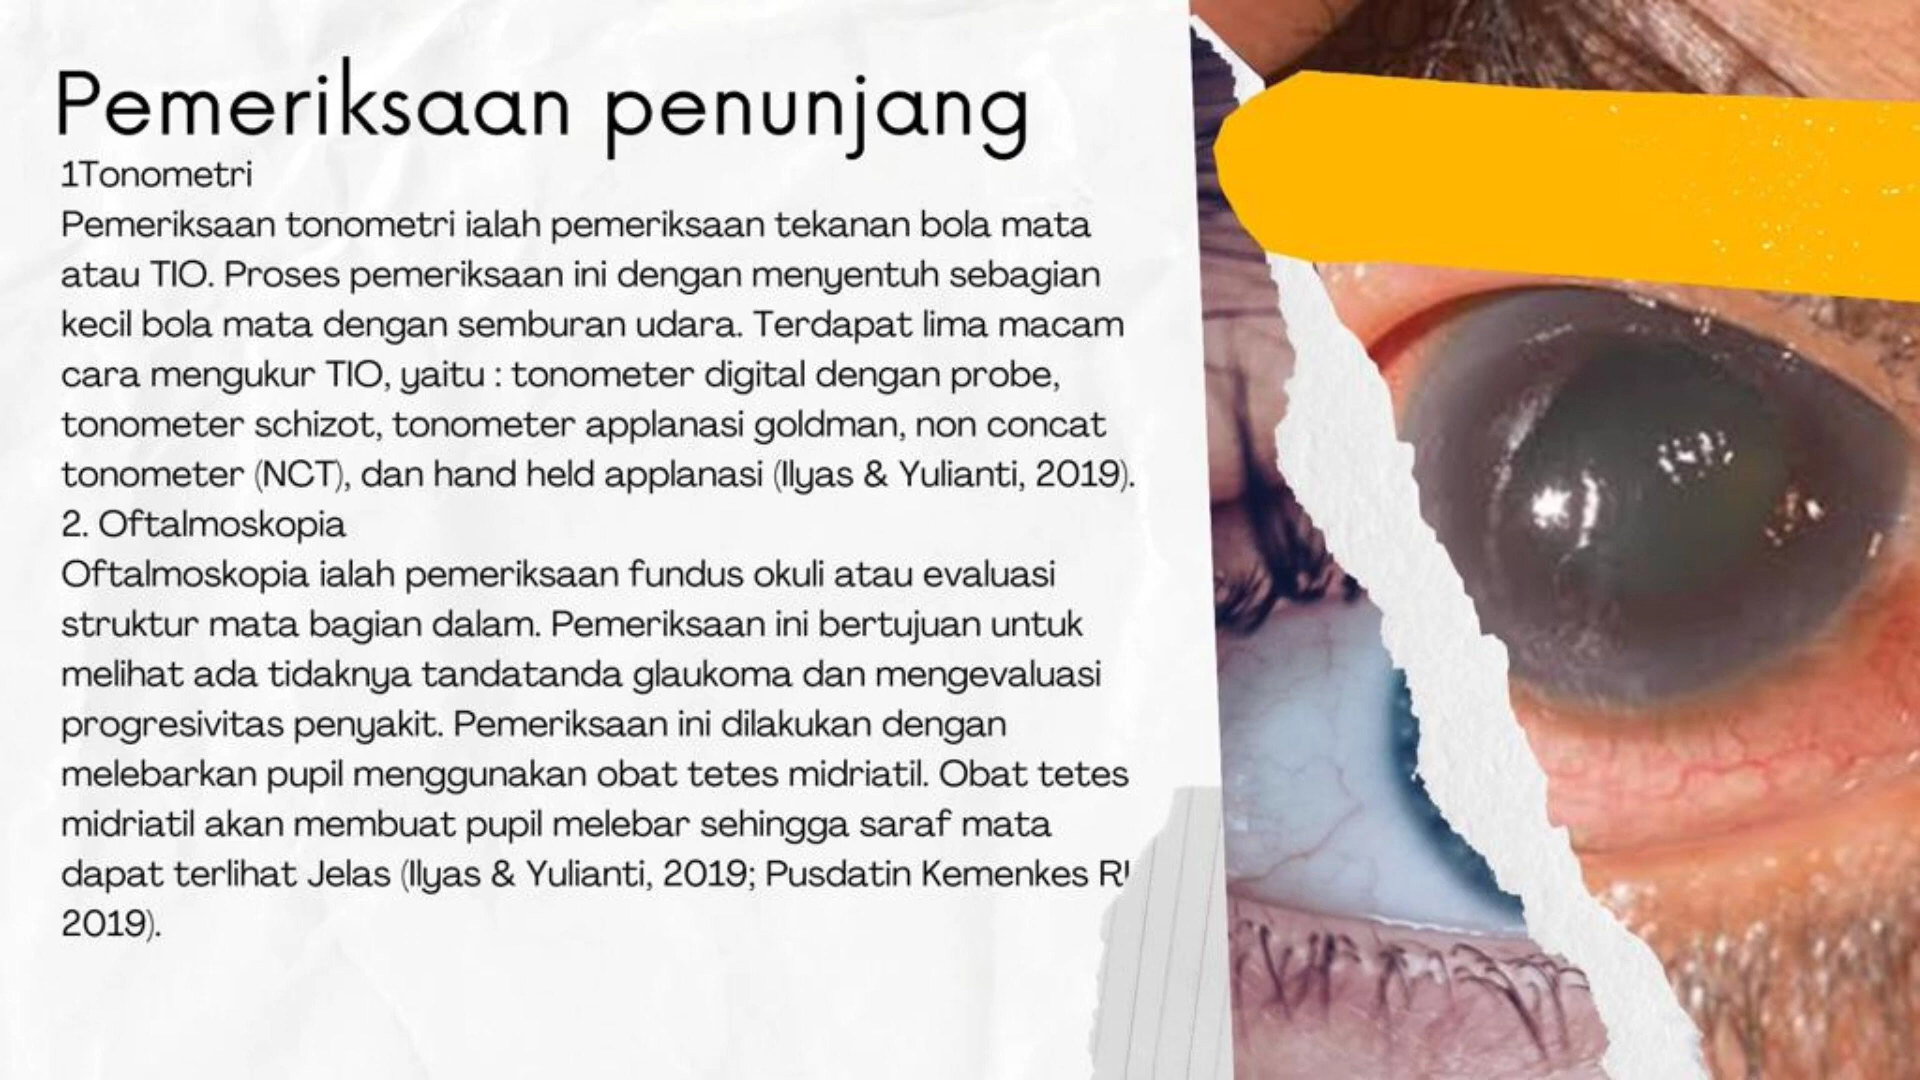 Pemeriksaan penunjang
1Tonometri
Pemeriksaan tonometri ialah pemeriksaan tekanan bola mata
atau TIO. Proses pemeriksaan ini dengan menyentuh sebagian
kecil bola mata dengan semburan udara. Terdapat lima macam
cara mengukur TIO, yaitu : tonometer digital dengan probe,
tonometer schizot, tonometer applanasi goldman, non concat
tonometer (NCT), dan hand held applanasi (Ilyas & Yulianti, 2019).
2. Oftalmoskopia
Oftalmoskopia ialah pemeriksaan fundus okuli atau evaluasi
struktur mata bagian dalam. Pemeriksaan ini bertujuan untuk
melihat ada tidaknya tandatanda glaukoma dan mengevaluasi
progresivitas penyakit. Pemeriksaan ini dilakukan dengan
melebarkan pupil menggunakan obat tetes midriatil. Obat tetes
midriatil akan membuat pupil melebar sehingga saraf mata
dapat terlihat Jelas (Ilyas & Yulianti, 2019; Pusdatin Kemenkes RI
2019).